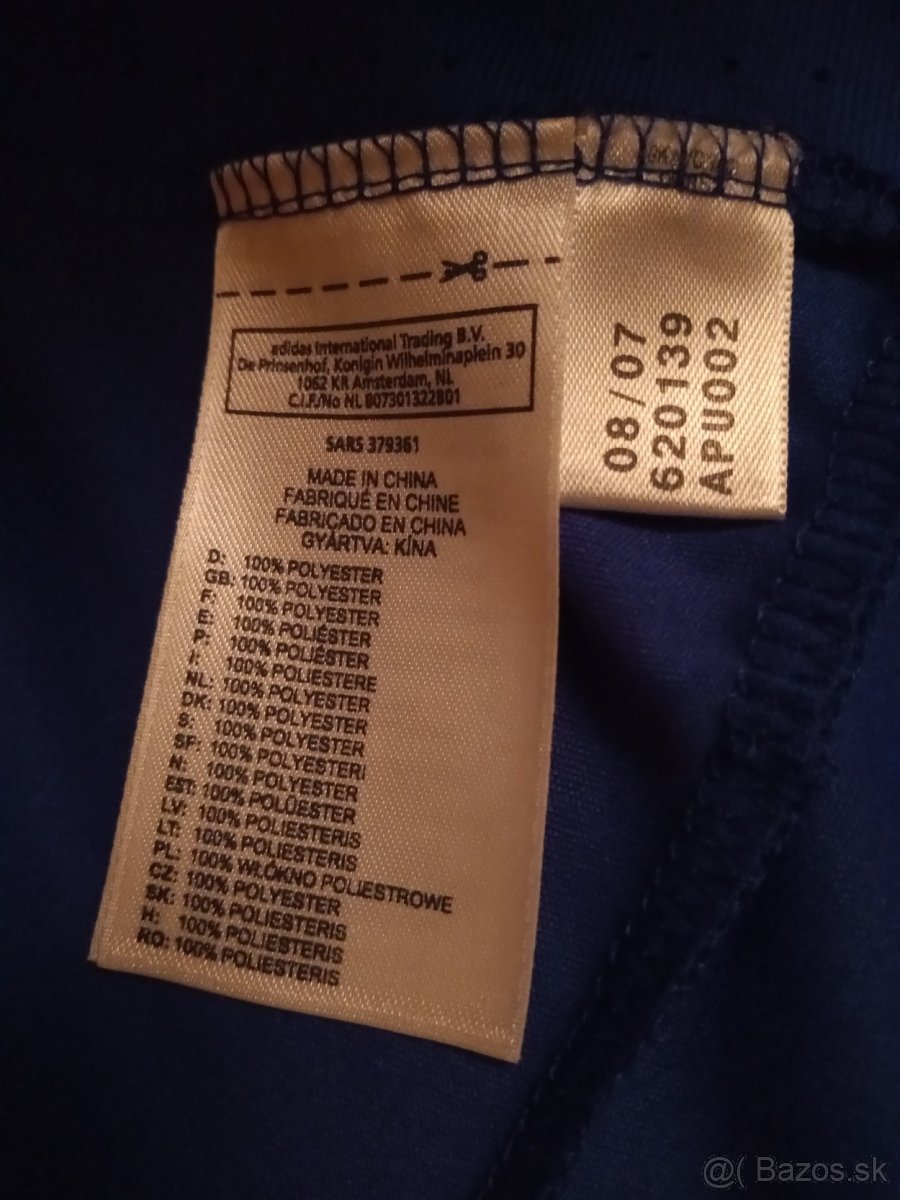 adidas International Trading B.V.
De Prinsenhof, Konigin Wilhelminaplein 30
1062 KR Amsterdam, NL
C.I.F./No NL 807301322B01
SARS 379361
MADE IN CHINA
FABRIQUÉ EN CHINE
FABRICADO EN CHINA
GYÁRTVA: KÍNA
D: 100% POLYESTER
GB: 100% POLYESTER
F: 100% POLYESTER
E: 100% POLIÉSTER
P: 100% POLIÉSTER
I: 100% POLIESTERE
NL: 100% POLYESTER
DK: 100% POLYESTER
S: 100% POLYESTER
SF: 100% POLYESTERI
N: 100% POLYESTER
EST: 100% POLÜESTER
LV: 100% POLIESTERIS
LT: 100% POLIESTERIS
PL: 100% WŁÓKNO POLIESTROWE
CZ: 100% POLYESTER
SK: 100% POLIESTERIS
H: 100% POLIESTERIS
RO: 100% POLIESTERIS
08/07
620139
APU002
@( Bazos.sk